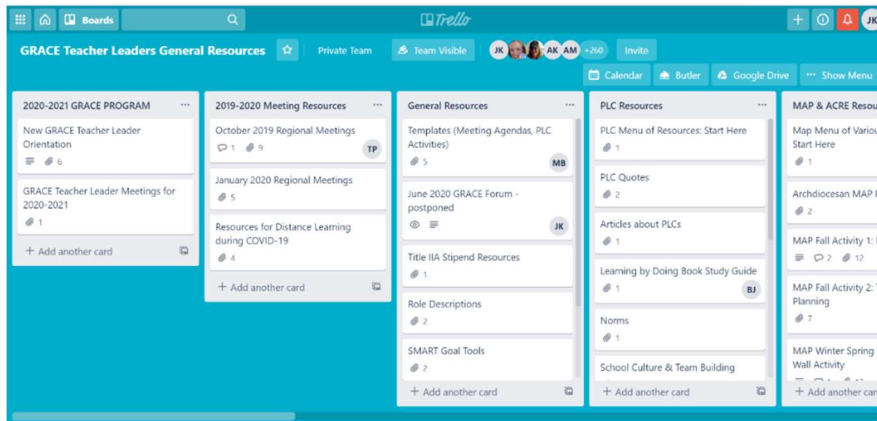 Boards
Trello
JK
GRACE Teacher Leaders General Resources
Private Team
Team Visible
JK
AK
AM
+260
Invite
Calendar
Butler
Google Drive
Show Menu
2020-2021 GRACE PROGRAM
New GRACE Teacher Leader
Orientation
6
GRACE Teacher Leader Meetings for
2020-2021
1
+ Add another card
2019-2020 Meeting Resources
October 2019 Regional Meetings
1 9
TP
January 2020 Regional Meetings
5
Resources for Distance Learning
during COVID-19
4
+ Add another card
General Resources
Templates (Meeting Agendas, PLC
Activities)
5
MB
June 2020 GRACE Forum -
postponed
JK
Title IIA Stipend Resources
1
Role Descriptions
2
SMART Goal Tools
2
+ Add another card
PLC Resources
PLC Menu of Resources: Start Here
1
PLC Quotes
2
Articles about PLCs
1
Learning by Doing Book Study Guide
1
BJ
Norms
1
School Culture & Team Building
+ Add another card
MAP & ACRE Resou
Map Menu of Variou
Start Here
1
Archdiocesan MAP
2
MAP Fall Activity 1:
2 12
MAP Fall Activity 2:
Planning
7
MAP Winter Spring
Wall Activity
+ Add another car